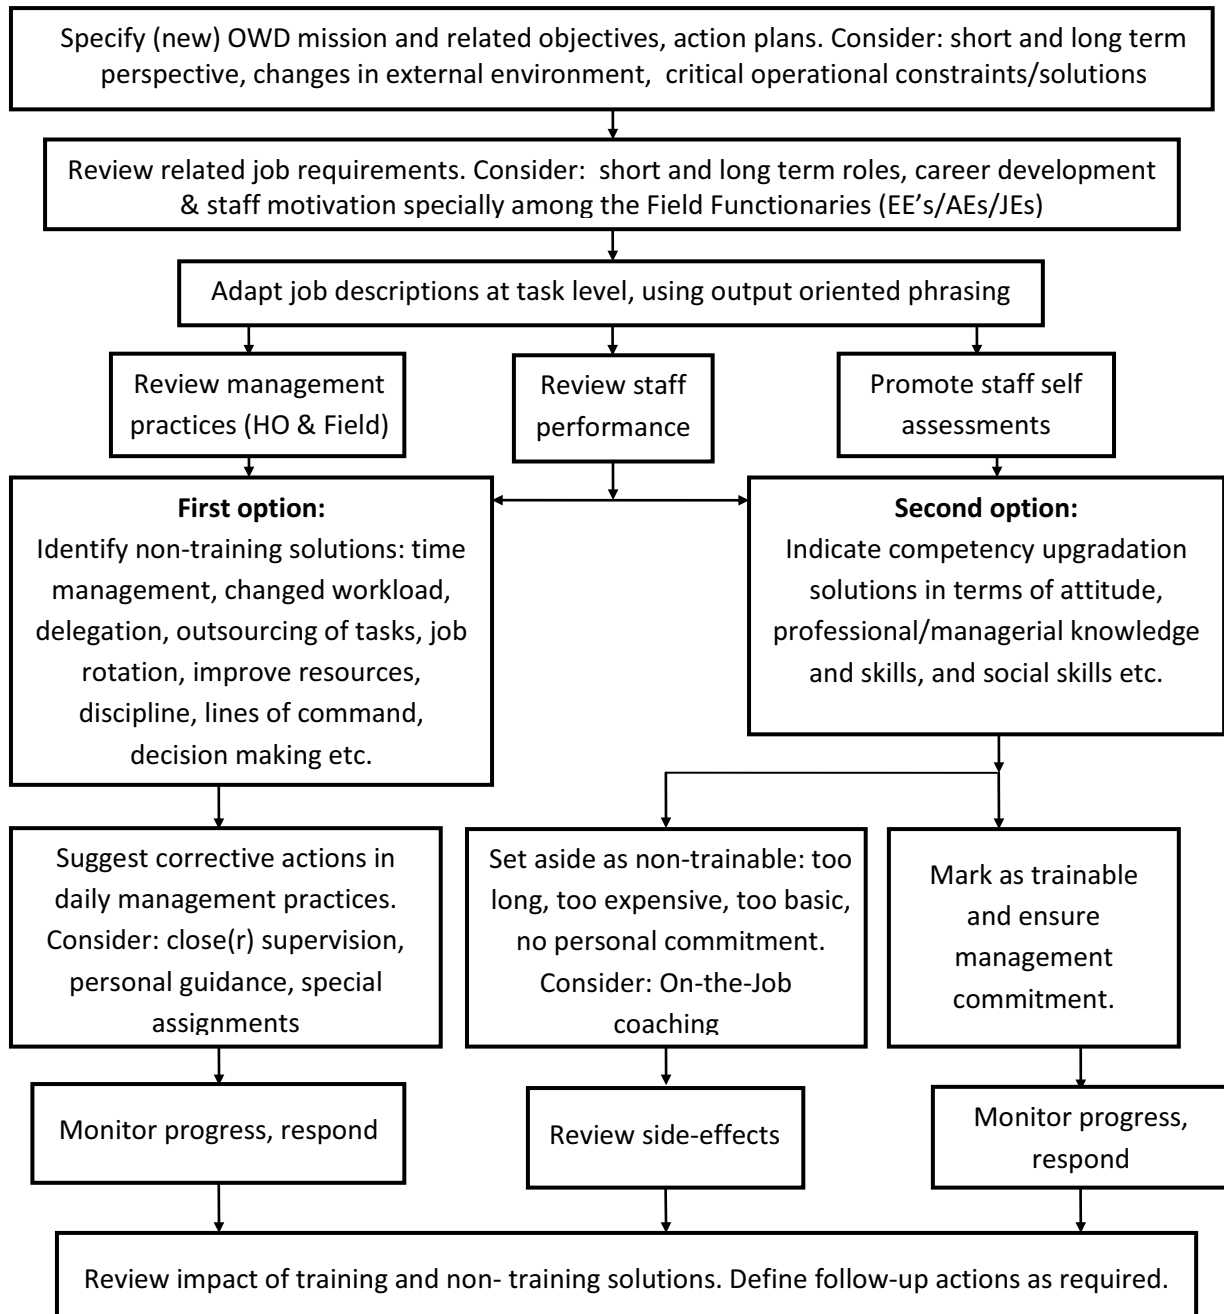 Specify (new) OWD mission and related objectives, action plans. Consider: short and long term
perspective, changes in external environment, critical operational constraints/solutions
Review related job requirements. Consider: short and long term roles, career development
& staff motivation specially among the Field Functionaries (EE’s/AEs/JEs)
Adapt job descriptions at task level, using output oriented phrasing
Review management
practices (HO & Field)
Review staff
performance
Promote staff self
assessments
First option:
Identify non-training solutions: time
management, changed workload,
delegation, outsourcing of tasks, job
rotation, improve resources,
discipline, lines of command,
decision making etc.
Second option:
Indicate competency upgradation
solutions in terms of attitude,
professional/managerial knowledge
and skills, and social skills etc.
Suggest corrective actions in
daily management practices.
Consider: close(r) supervision,
personal guidance, special
assignments
Set aside as non-trainable: too
long, too expensive, too basic,
no personal commitment.
Consider: On-the-Job
coaching
Mark as trainable
and ensure
management
commitment.
Monitor progress, respond
Review side-effects
Monitor progress,
respond
Review impact of training and non- training solutions. Define follow-up actions as required.